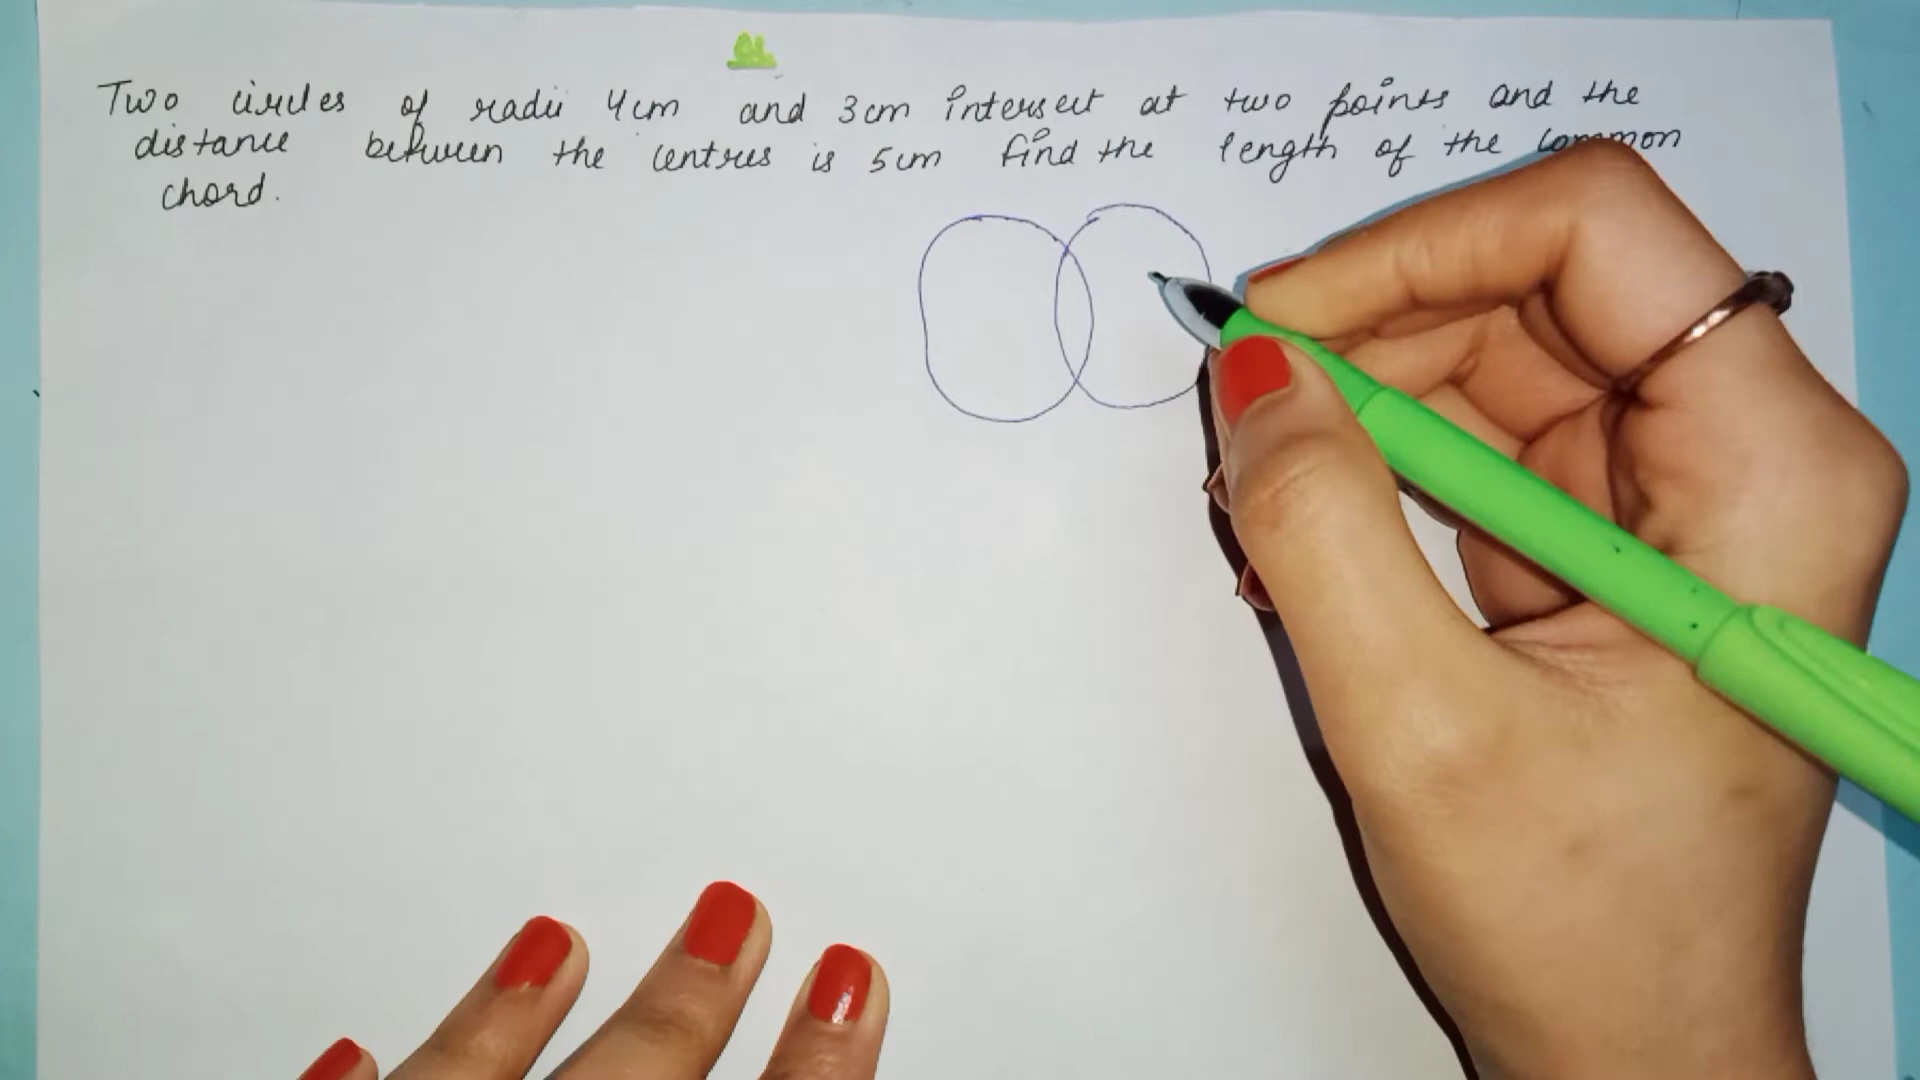 Two circles of radii 4cm and 3cm intersect at two points and the
distance between the centres is 5cm find the length of the common
chord.